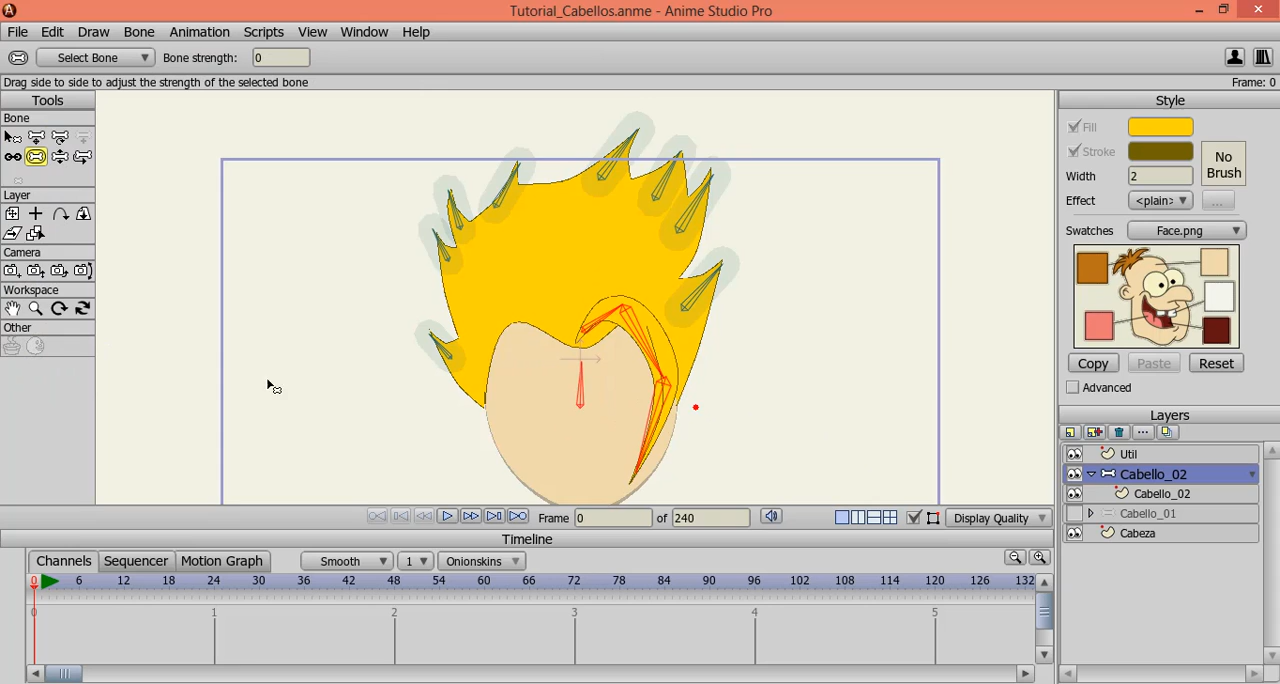 Tutorial_Cabellos.anme - Anime Studio Pro
File Edit Draw Bone Animation Scripts View Window Help
Select Bone Bone strength: 0
Drag side to side to adjust the strength of the selected bone Frame: 0
Tools
Bone
Layer
Camera
Workspace
Other
Style
Fill
Stroke
No Brush
Width 2
Effect <plain> ...
Swatches Face.png
Copy Paste Reset
Advanced
Layers
Util
Cabello_02
Cabello_02
Cabello_01
Cabeza
Frame 0 of 240 Display Quality
Timeline
Channels Sequencer Motion Graph Smooth 1 Onionskins
0 6 12 18 24 30 36 42 48 54 60 66 72 78 84 90 96 102 108 114 120 126 132
0 1 2 3 4 5